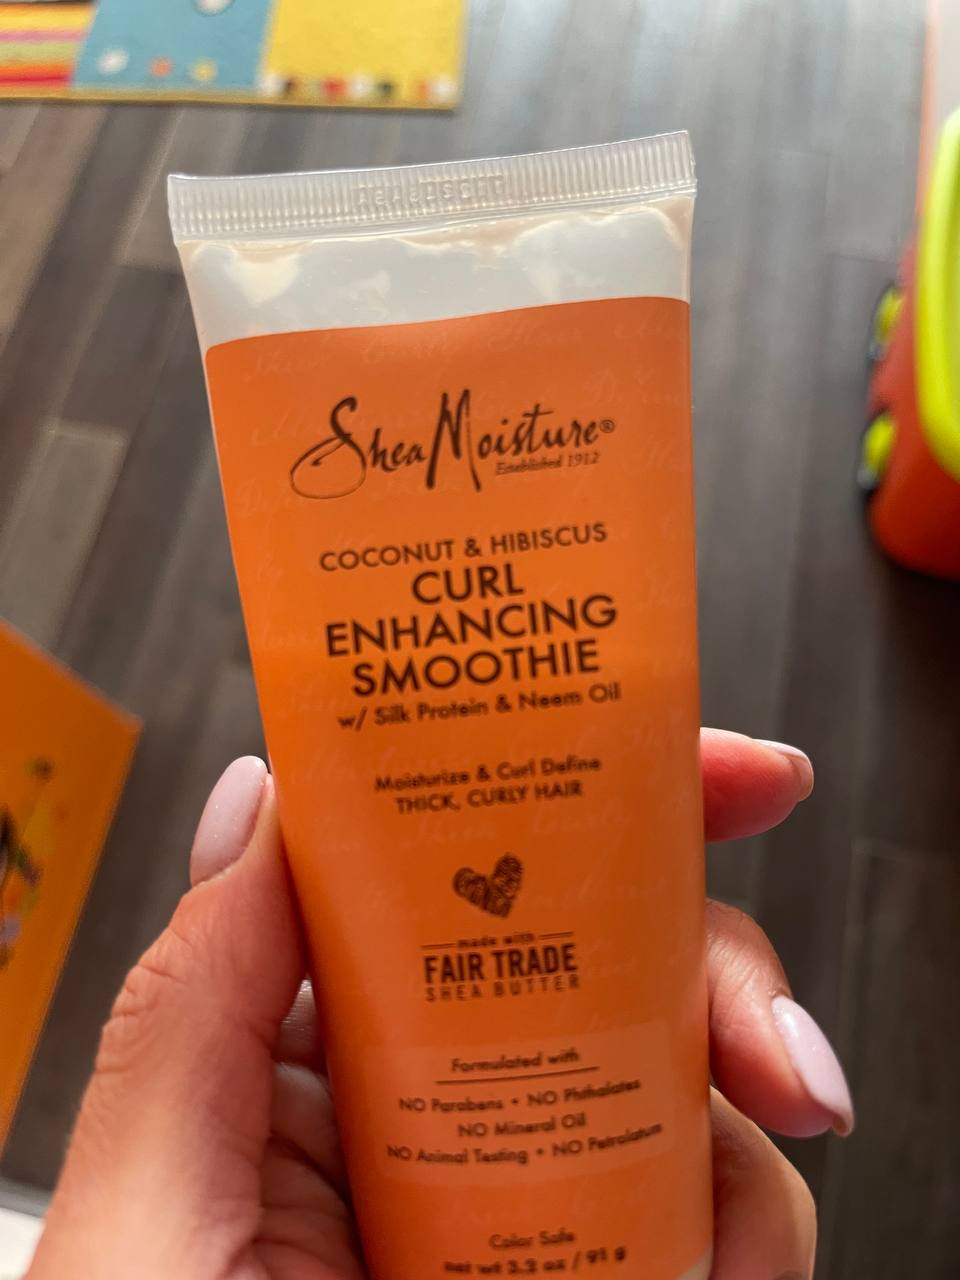 SheaMoisture®
Established 1912
COCONUT & HIBISCUS
CURL
ENHANCING
SMOOTHIE
w/ Silk Protein & Neem Oil
Moisturize & Curl Define
THICK, CURLY HAIR
made with
FAIR TRADE
SHEA BUTTER
Formulated with
NO Parabens • NO Phthalates
NO Mineral Oil
NO Animal Testing • NO Petrolatum
Color Safe
net wt 3.2 oz / 91 g